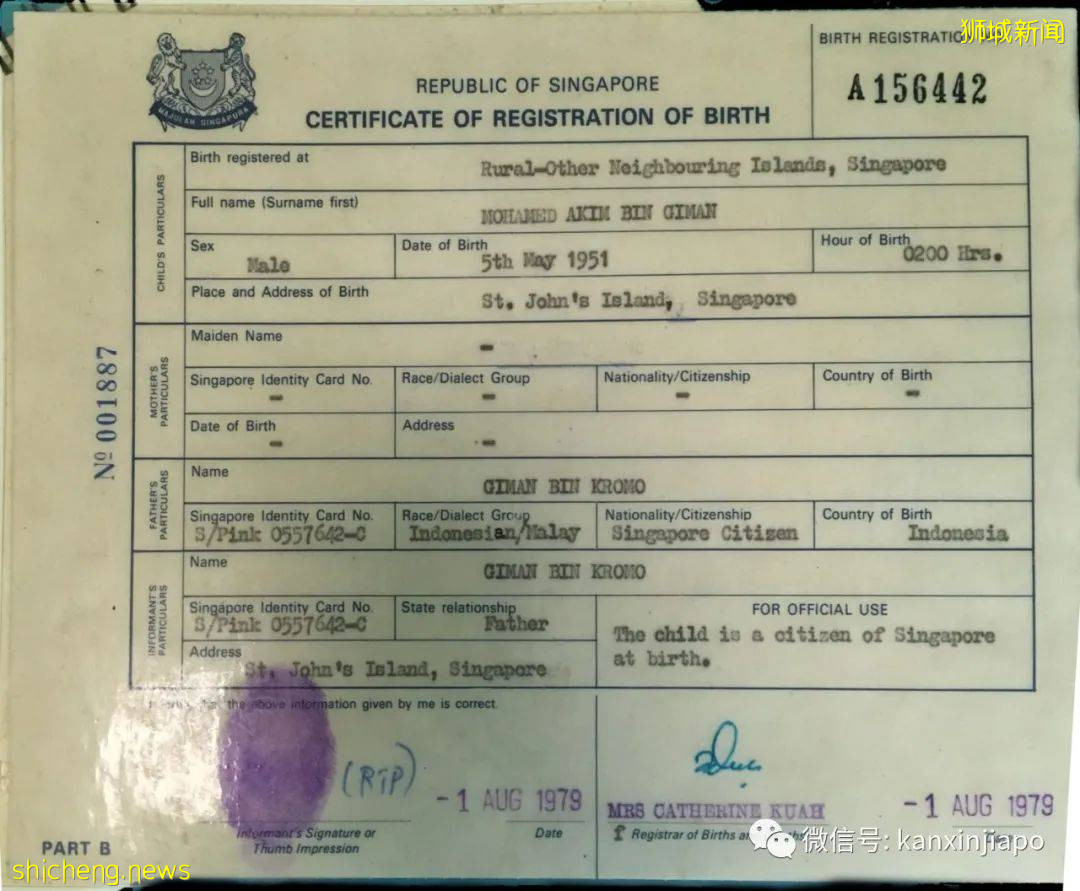 狮城新闻
BIRTH REGISTRATION
A156442
MAJULAH SINGAPURA
REPUBLIC OF SINGAPORE
CERTIFICATE OF REGISTRATION OF BIRTH
CHILD'S PARTICULARS
Birth registered at
Rural-Other Neighbouring Islands, Singapore
Full name (Surname first)
MOHAMED AKIM BIN GIMAN
Sex
Male
Date of Birth
5th May 1951
Hour of Birth
0200 Hrs.
Place and Address of Birth
St. John's Island, Singapore
Nº 001887
MOTHER'S PARTICULARS
Maiden Name
-
Singapore Identity Card No.
-
Race/Dialect Group
-
Nationality/Citizenship
-
Country of Birth
-
Date of Birth
-
Address
-
FATHER'S PARTICULARS
Name
GIMAN BIN KROMO
Singapore Identity Card No.
S/Pink 0557642-C
Race/Dialect Group
Indonesian/Malay
Nationality/Citizenship
Singapore Citizen
Country of Birth
Indonesia
INFORMANT'S PARTICULARS
Name
GIMAN BIN KROMO
Singapore Identity Card No.
S/Pink 0557642-C
State relationship
Father
Address
St. John's Island, Singapore
FOR OFFICIAL USE
The child is a citizen of Singapore
at birth.
the above information given by me is correct.
(RTP)
-1 AUG 1979
Informant's Signature or
Thumb Impression
Date
MRS CATHERINE KUAH
-1 AUG 1979
Registrar of Births
PART B
微信号: kanxinjiapo
shicheng.news